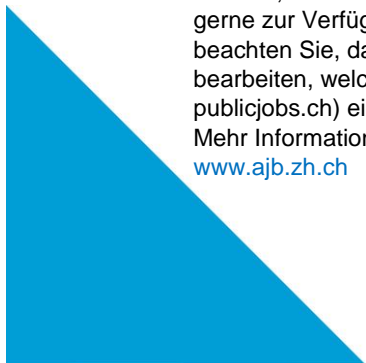 gerne zur Verfüg
beachten Sie, da
bearbeiten, welc
publicjobs.ch) ei
Mehr Information
www.ajb.zh.ch